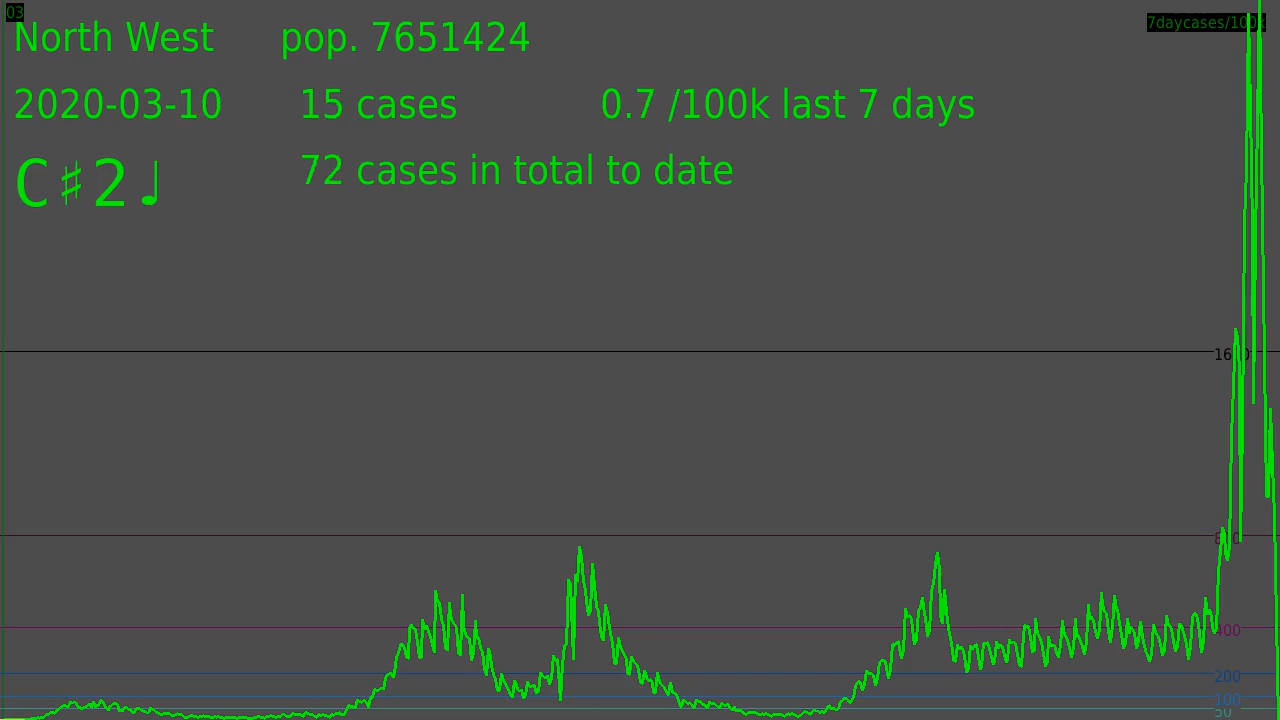 03
7daycases/100k
North West pop. 7651424
2020-03-10 15 cases 0.7 /100k last 7 days
C♯2♩ 72 cases in total to date
1600
800
400
200
100
50